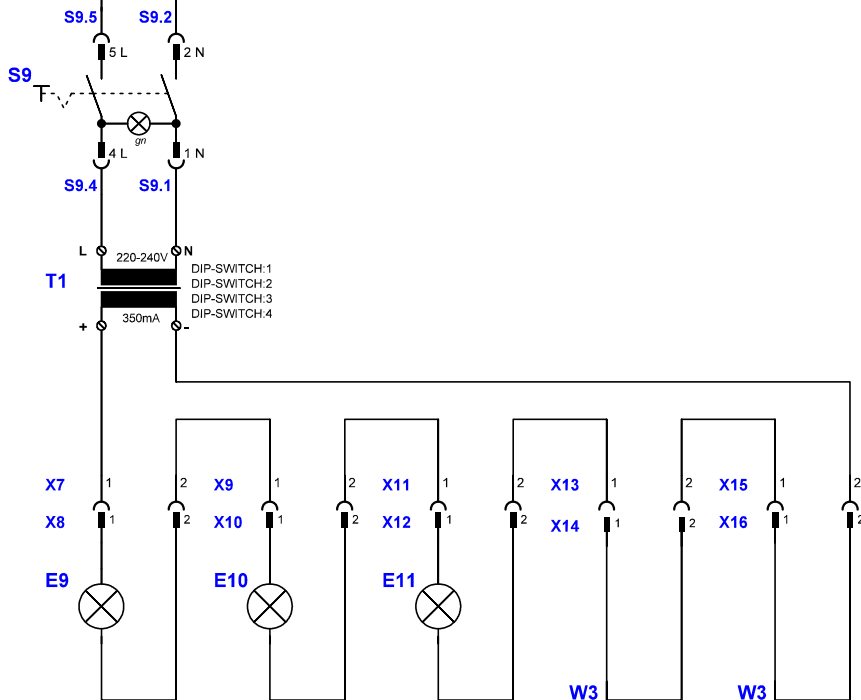 S9.5 S9.2
5 L 2 N
S9
gn
4 L 1 N
S9.4 S9.1
L N
220-240V
T1
DIP-SWITCH:1
DIP-SWITCH:2
DIP-SWITCH:3
DIP-SWITCH:4
350mA
+ -
X7 1 2 X9 1 2 X11 1 2 X13 1 2 X15 1 2
X8 1 2 X10 1 2 X12 1 2 X14 1 2 X16 1 2
E9 E10 E11
W3 W3